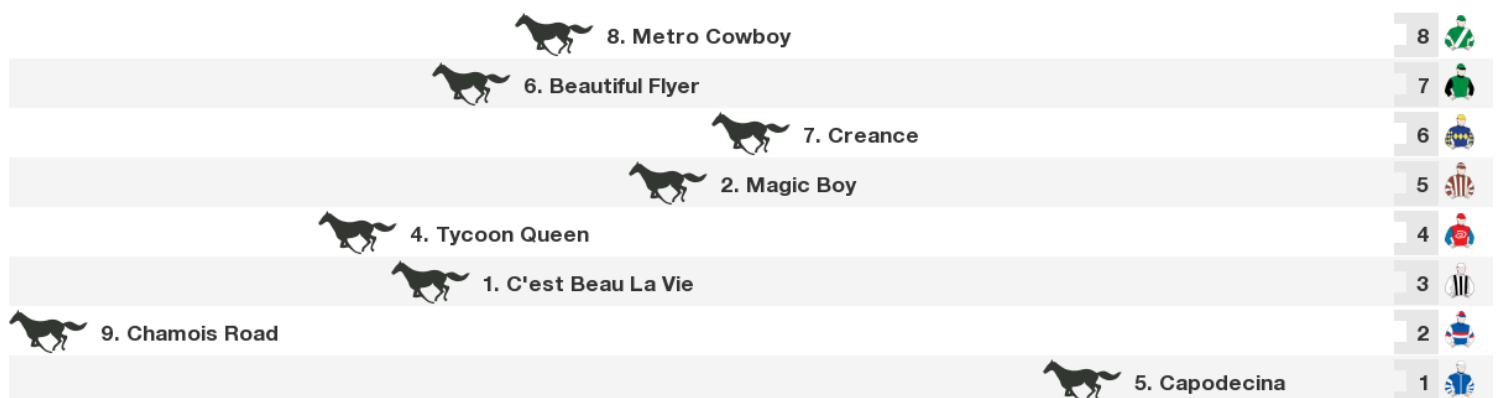 8. Metro Cowboy 8
6. Beautiful Flyer 7
7. Creance 6
2. Magic Boy 5
4. Tycoon Queen 4
1. C'est Beau La Vie 3
9. Chamois Road 2
5. Capodecina 1